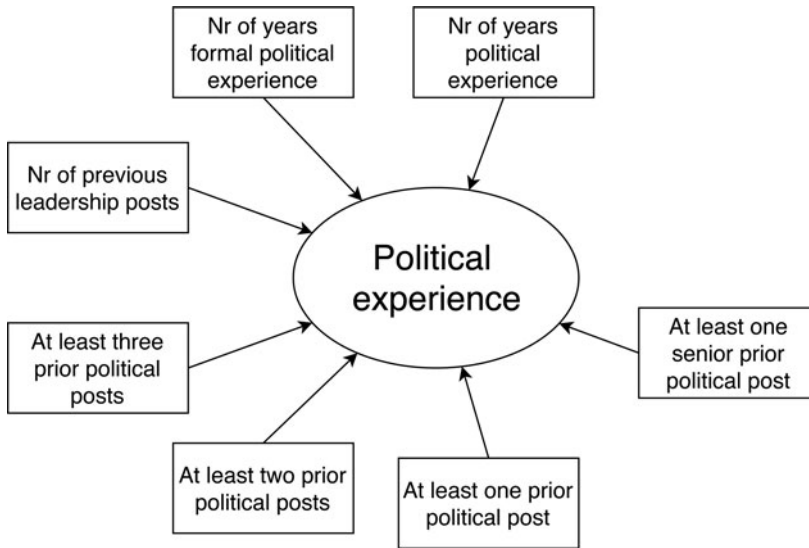 Nr of years
formal political
experience
Nr of years
political
experience
Nr of previous
leadership posts
Political
experience
At least three
prior political
posts
At least one
senior prior
political post
At least two prior
political posts
At least one prior
political post